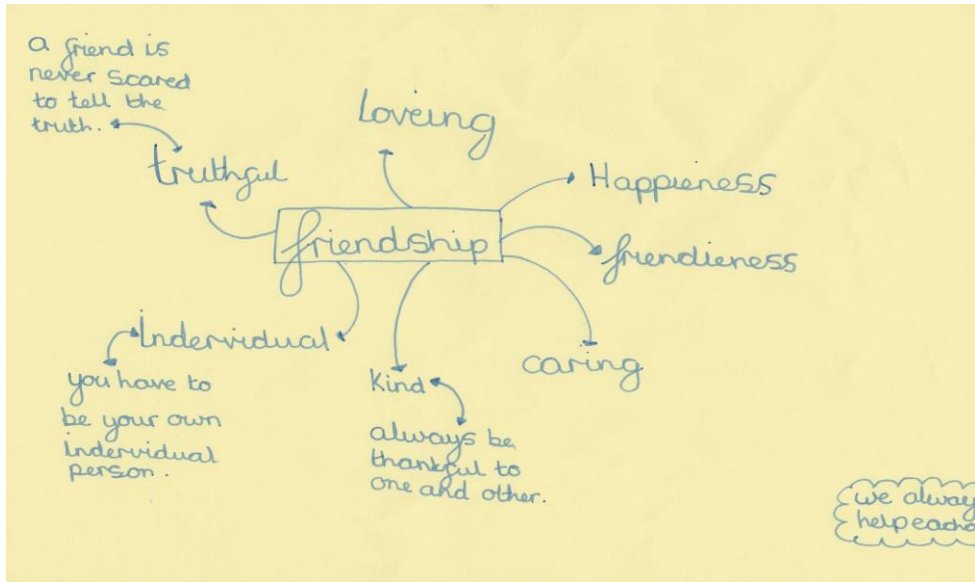 a friend is
never scared
to tell the
truth.
Loveing
truthful
Happieness
friendship
friendieness
Indervidual
caring
Kind
you have to
be your own
indervidual
person.
always be
thankful to
one and other.
we alway
help eacho